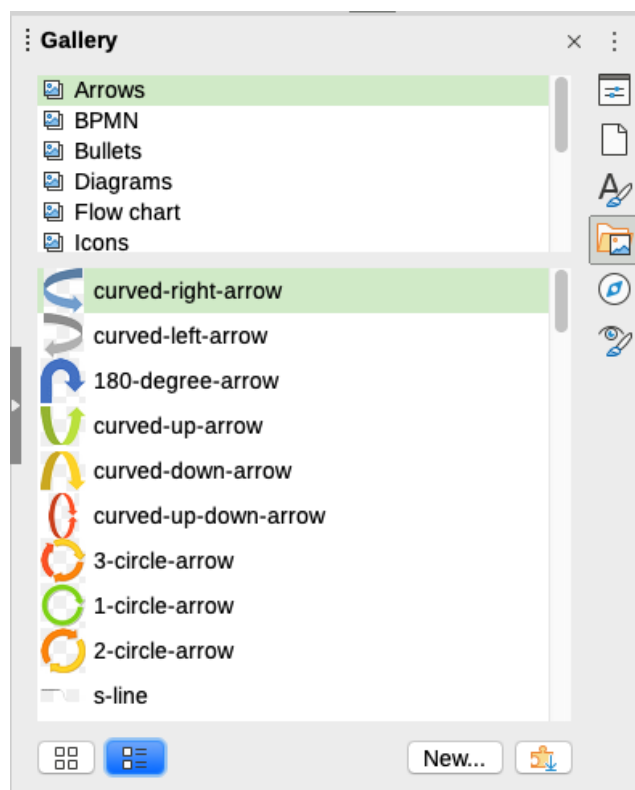 Gallery
Arrows
BPMN
Bullets
Diagrams
Flow chart
Icons
curved-right-arrow
curved-left-arrow
180-degree-arrow
curved-up-arrow
curved-down-arrow
curved-up-down-arrow
3-circle-arrow
1-circle-arrow
2-circle-arrow
s-line
New...